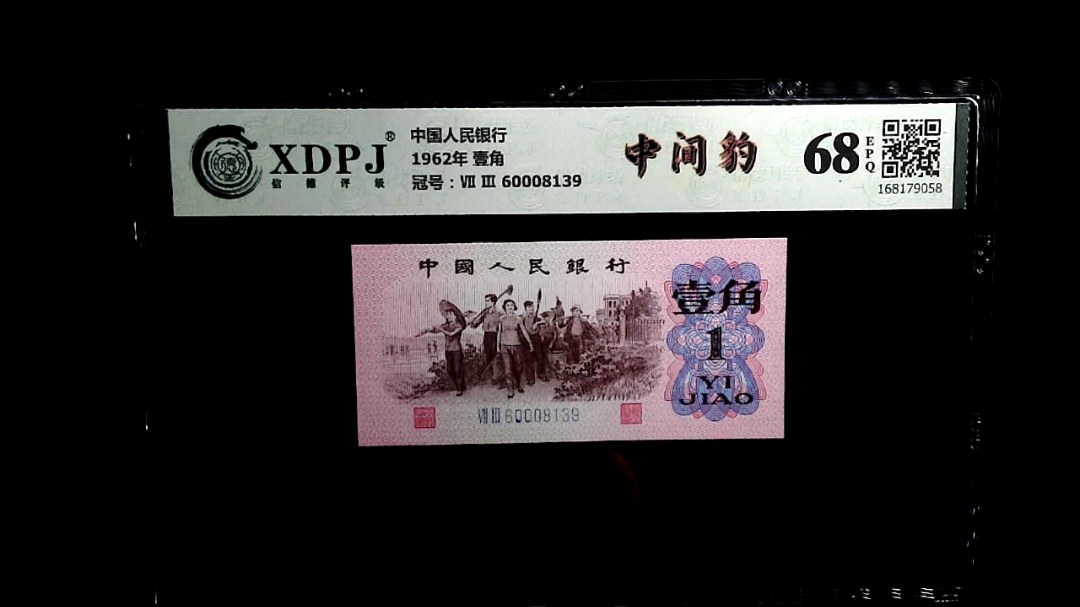 XDPJ®
信德评级
中国人民银行
1962年 壹角
冠号：Ⅶ Ⅲ 60008139
中间豹
68
EPQ
168179058
中國人民銀行
壹角
1
YI
JIAO
Ⅶ Ⅲ 60008139